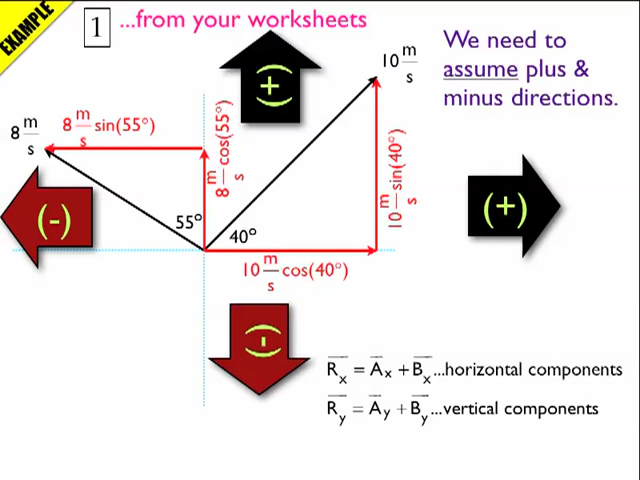 EXAMPLE
1 ...from your worksheets
We need to
assume plus &
minus directions.
(+)
10 m/s
8 m/s
8 m/s sin(55°)
8 m/s cos(55°)
10 m/s sin(40°)
(-)
(+)
55°
40°
10 m/s cos(40°)
(-)
Rx = Ax + Bx...horizontal components
Ry = Ay + By...vertical components